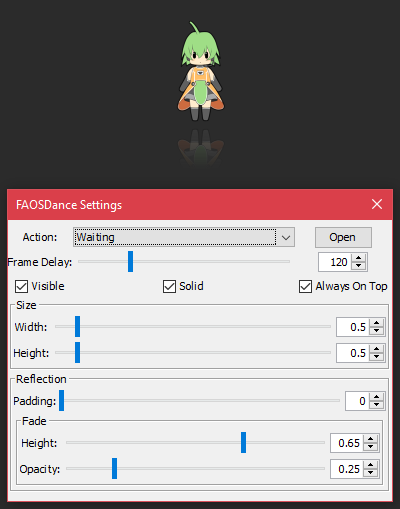 FAOSDance Settings
Action: Waiting Open
Frame Delay: 120
Visible Solid Always On Top
Size
Width: 0.5
Height: 0.5
Reflection
Padding: 0
Fade
Height: 0.65
Opacity: 0.25